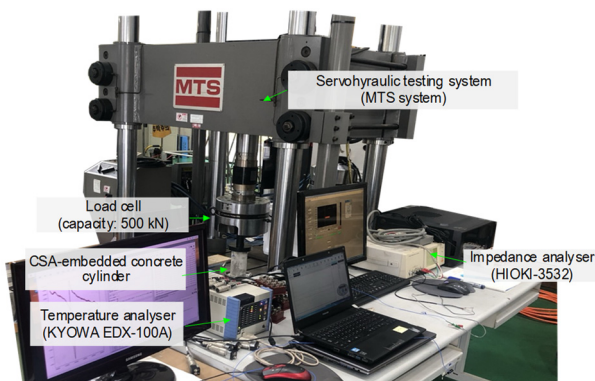 MTS
Servohyraulic testing system
(MTS system)
Load cell
(capacity: 500 kN)
CSA-embedded concrete
cylinder
Impedance analyser
(HIOKI-3532)
Temperature analyser
(KYOWA EDX-100A)